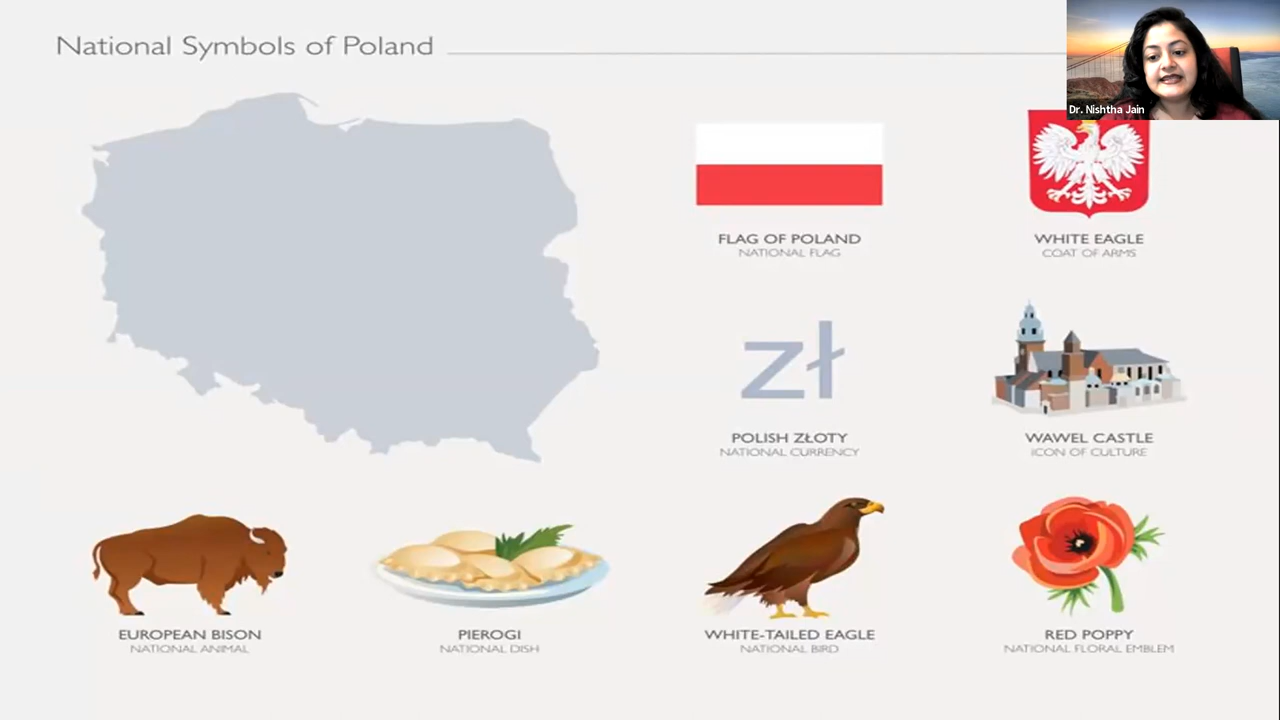 National Symbols of Poland
Dr. Nishtha Jain
FLAG OF POLAND
NATIONAL FLAG
WHITE EAGLE
COAT OF ARMS
zł
POLISH ZŁOTY
NATIONAL CURRENCY
WAWEL CASTLE
ICON OF CULTURE
EUROPEAN BISON
NATIONAL ANIMAL
PIEROGI
NATIONAL DISH
WHITE-TAILED EAGLE
NATIONAL BIRD
RED POPPY
NATIONAL FLORAL EMBLEM